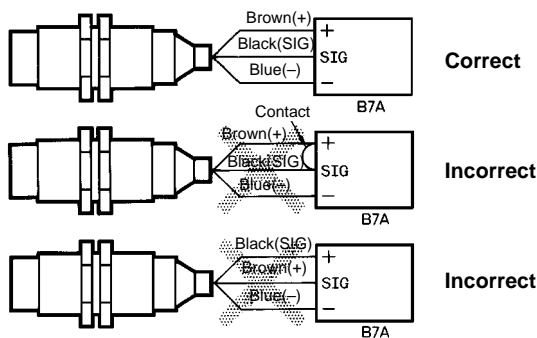 Brown(+)
+
Black(SIG)
SIG
Correct
Blue(–)
–
B7A
Contact
Brown(+)
+
Black(SIG)
SIG
Incorrect
Blue(–)
–
B7A
Black(SIG)
+
Brown(+)
SIG
Incorrect
Blue(–)
–
B7A